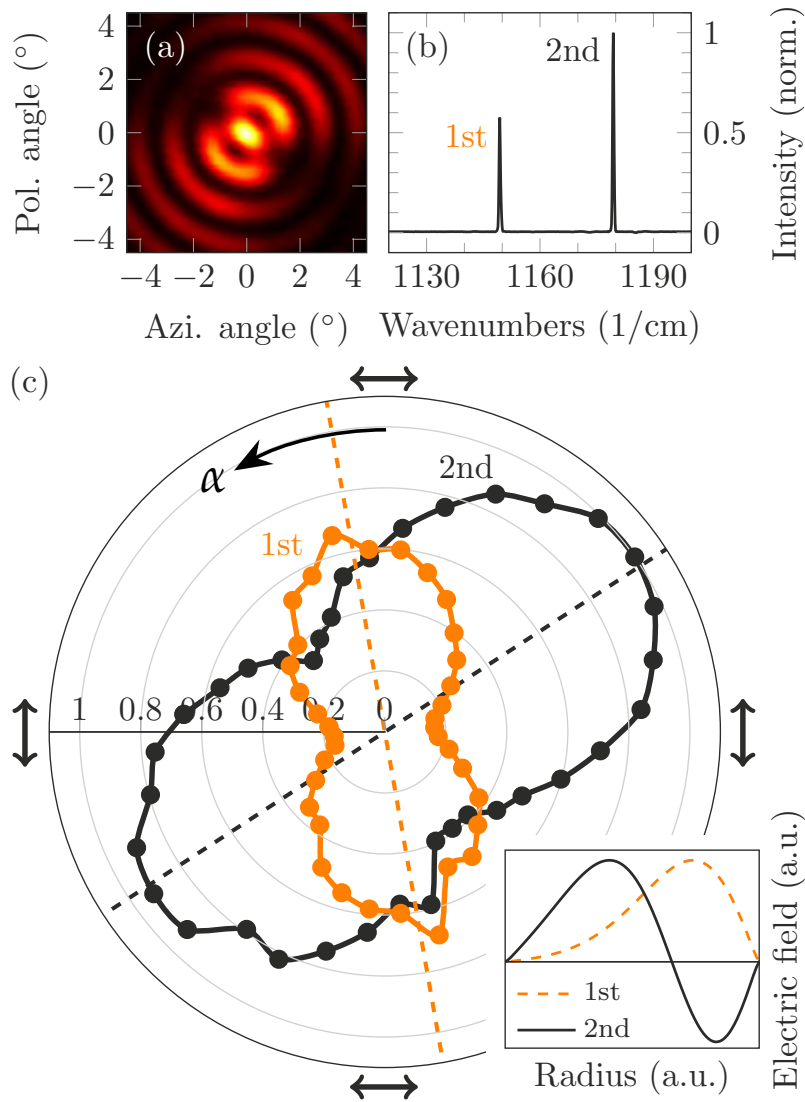 Pol. angle (°)
4
2
0
−2
−4
(a)
−4 −2 0 2 4
Azi. angle (°)
(b)
2nd
1st
1
0.5
0
Intensity (norm.)
1130 1160 1190
Wavenumbers (1/cm)
(c)
α
2nd
1st
1 0.8 0.6 0.4 0.2 0
1st
2nd
Radius (a.u.)
Electric field (a.u.)